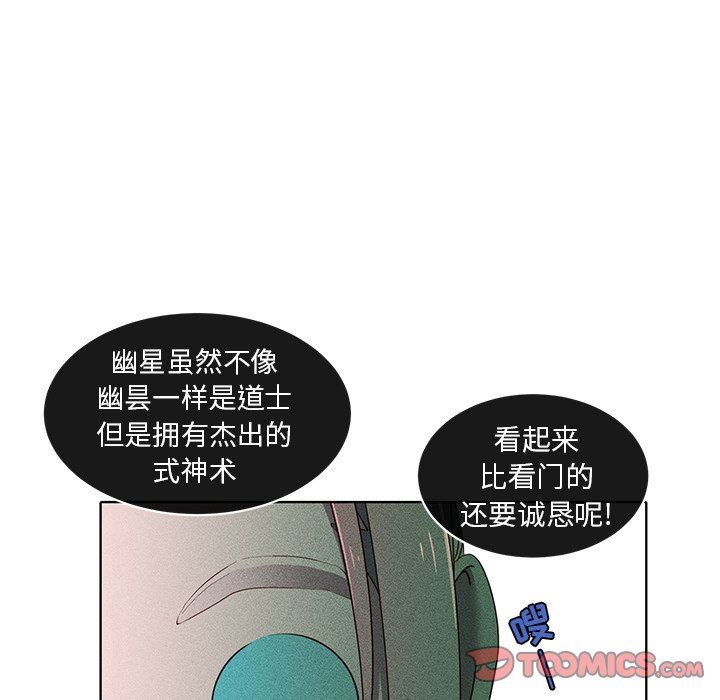 幽星虽然不像
幽昙一样是道士
但是拥有杰出的
式神术
看起来
比看门的
还要诚恳呢!
嗖—
TOOMICS.COM